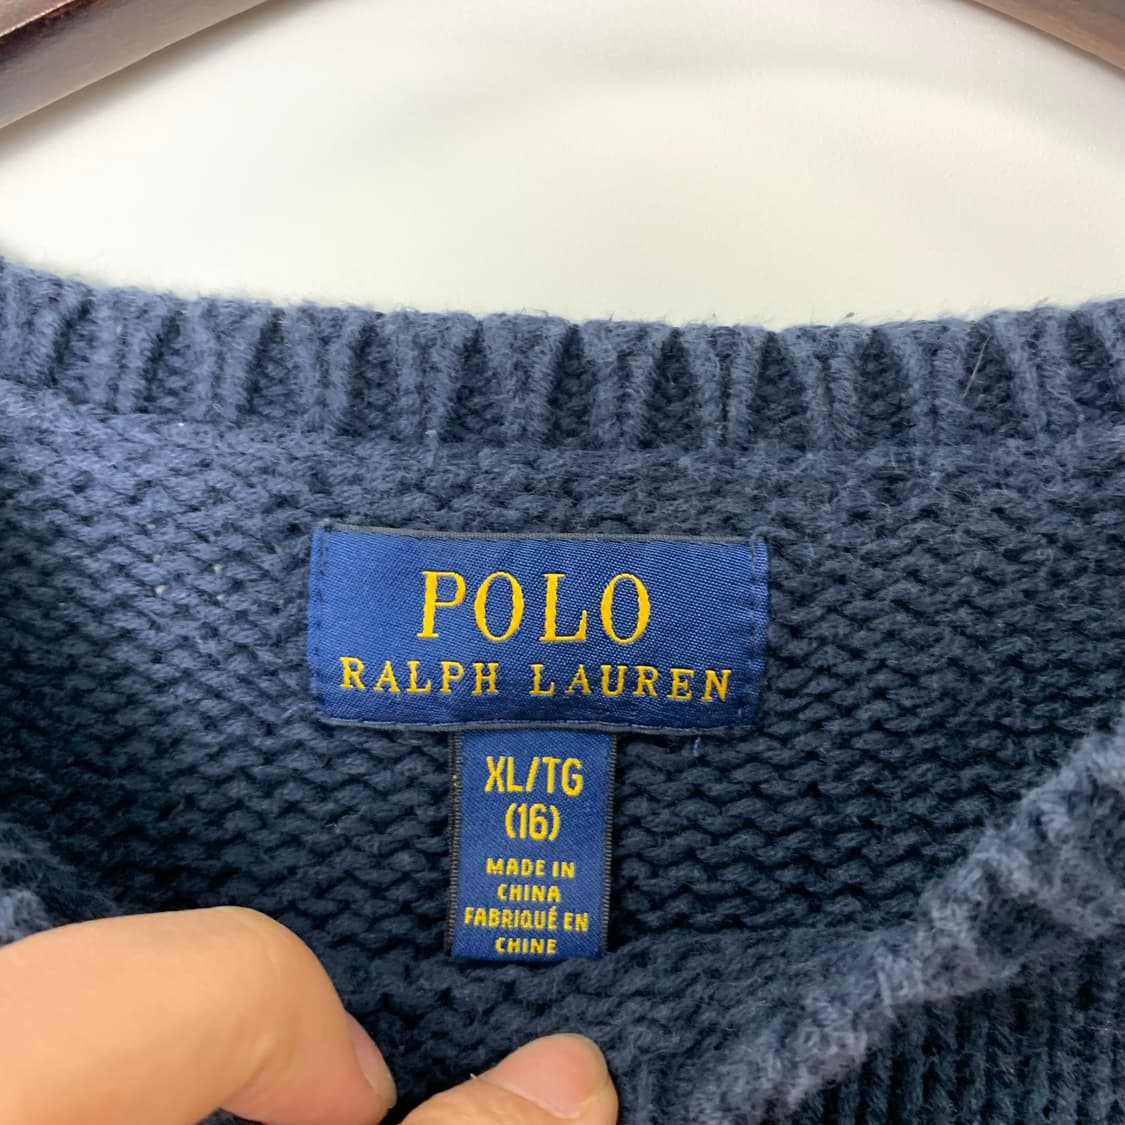 POLO
RALPH LAUREN
XL/TG
(16)
MADE IN
CHINA
FABRIQUÉ EN
CHINE